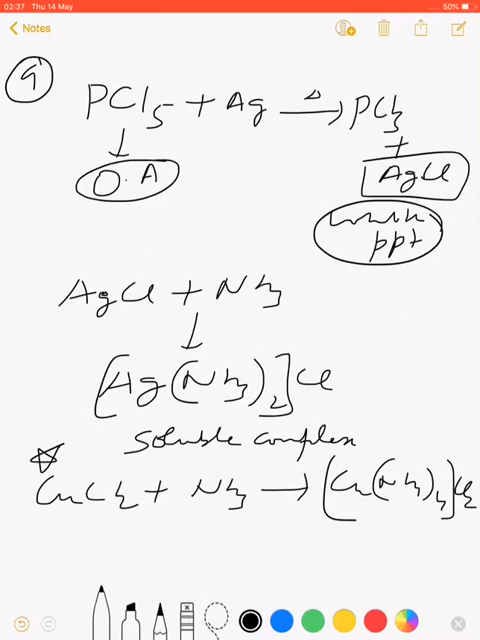 02:37 Thu 14 May
50%
Notes
9
PCl5 + Ag —Δ→ PCl3
↓ +
O.A AgCl
white ppt
AgCl + NH3
↓
[Ag(NH3)2]Cl
soluble complex
☆
CuCl2 + NH3 → [Cu(NH3)4]Cl2